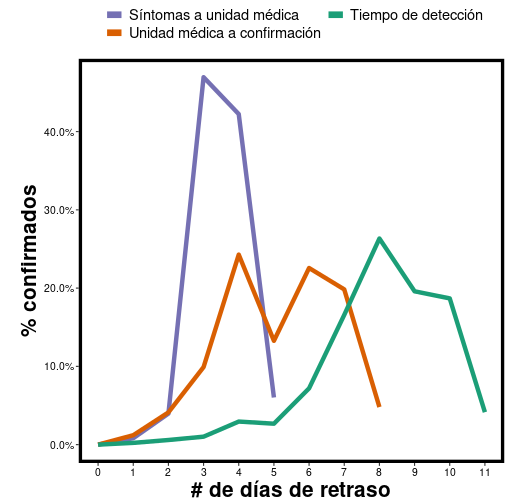 Síntomas a unidad médica
Tiempo de detección
Unidad médica a confirmación
% confirmados
40.0%
30.0%
20.0%
10.0%
0.0%
0 1 2 3 4 5 6 7 8 9 10 11
# de días de retraso